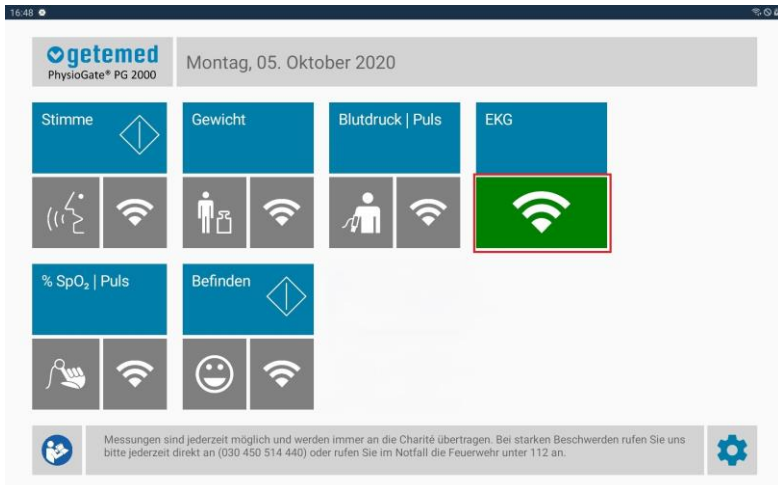 16:48
getemed
PhysioGate® PG 2000
Montag, 05. Oktober 2020
Stimme
Gewicht
Blutdruck | Puls
EKG
% SpO₂ | Puls
Befinden
Messungen sind jederzeit möglich und werden immer an die Charité übertragen. Bei starken Beschwerden rufen Sie uns
bitte jederzeit direkt an (030 450 514 440) oder rufen Sie im Notfall die Feuerwehr unter 112 an.